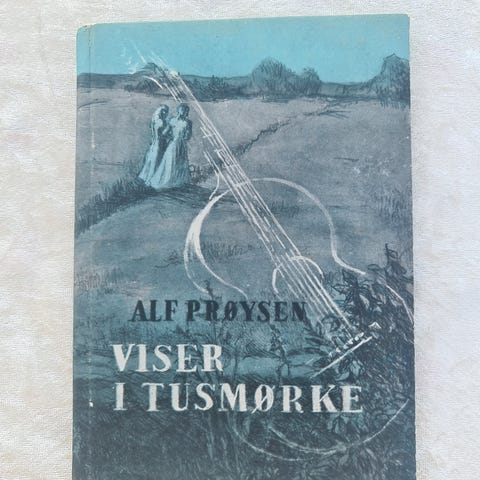 ALF PRØYSEN
VISER
I TUSMØRKE